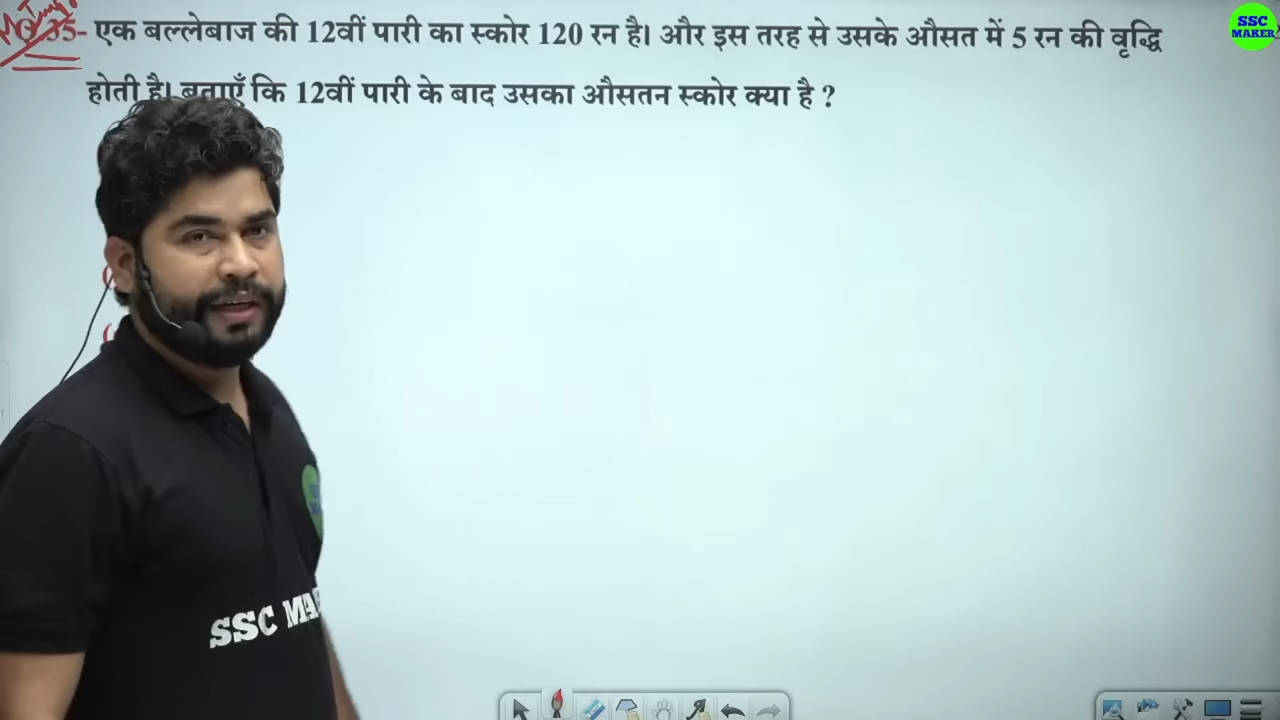 35- एक बल्लेबाज की 12वीं पारी का स्कोर 120 रन है। और इस तरह से उसके औसत में 5 रन की वृद्धि
होती है। बताएँ कि 12वीं पारी के बाद उसका औसतन स्कोर क्या है ?
SSC
MAKER
SSC